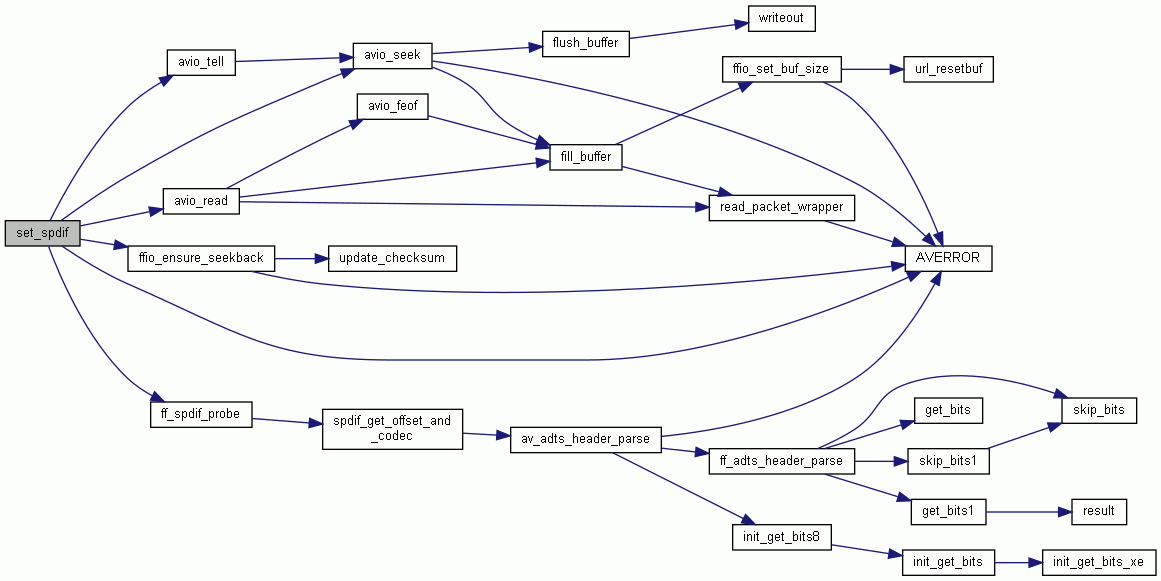 writeout
flush_buffer
avio_tell
avio_seek
ffio_set_buf_size
url_resetbuf
avio_feof
fill_buffer
avio_read
read_packet_wrapper
set_spdif
ffio_ensure_seekback
update_checksum
AVERROR
ff_spdif_probe
spdif_get_offset_and
_codec
av_adts_header_parse
ff_adts_header_parse
get_bits
skip_bits
skip_bits1
get_bits1
result
init_get_bits8
init_get_bits
init_get_bits_xe